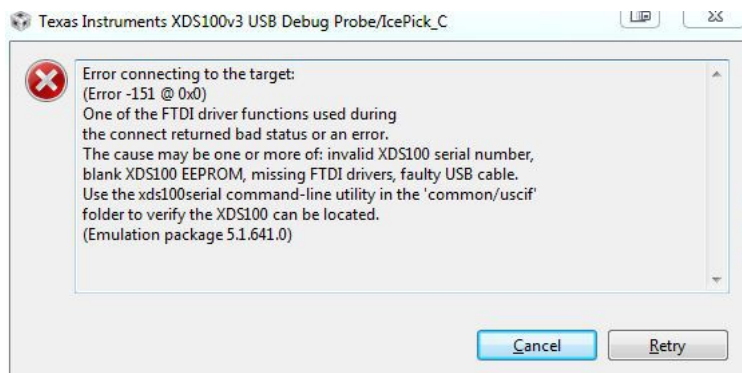 Texas Instruments XDS100v3 USB Debug Probe/IcePick_C
Error connecting to the target:
(Error -151 @ 0x0)
One of the FTDI driver functions used during
the connect returned bad status or an error.
The cause may be one or more of: invalid XDS100 serial number,
blank XDS100 EEPROM, missing FTDI drivers, faulty USB cable.
Use the xds100serial command-line utility in the 'common/uscif'
folder to verify the XDS100 can be located.
(Emulation package 5.1.641.0)
Cancel Retry